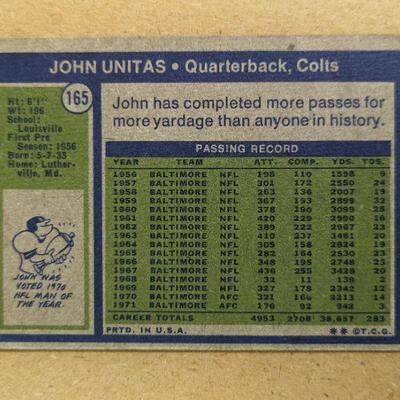 JOHN UNITAS • Quarterback, Colts
165
Ht: 6'1"
Wt: 196
School:
Louisville
First Pro
Season: 1956
Born: 5-7-33
Home: Luther-
ville, Md.
JOHN WAS
VOTED 1970
NFL MAN OF
THE YEAR.
John has completed more passes for
more yardage than anyone in history.
PASSING RECORD
YEAR TEAM ATT. COMP. YDS. TDS
1956 BALTIMORE NFL 198 110 1598 9
1957 BALTIMORE NFL 301 172 2550 24
1958 BALTIMORE NFL 263 136 2007 19
1959 BALTIMORE NFL 367 193 2899 32
1960 BALTIMORE NFL 378 190 3099 25
1961 BALTIMORE NFL 420 229 2990 16
1962 BALTIMORE NFL 389 222 2967 23
1963 BALTIMORE NFL 410 237 3481 20
1964 BALTIMORE NFL 305 158 2824 19
1965 BALTIMORE NFL 282 164 2530 23
1966 BALTIMORE NFL 348 195 2748 22
1967 BALTIMORE NFL 436 255 3428 20
1968 BALTIMORE NFL 32 11 139 2
1969 BALTIMORE NFL 327 178 2342 12
1970 BALTIMORE AFC 321 166 2213 14
1971 BALTIMORE AFC 176 92 942 3
CAREER TOTALS 4953 2708 38,657 283
PRTD. IN U.S.A. ** © T.C.G.